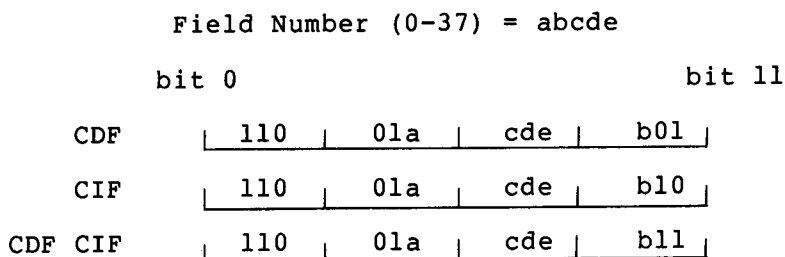 Field Number (0-37) = abcde
bit 0 bit 11
CDF 110 01a cde b01
CIF 110 01a cde b10
CDF CIF 110 01a cde b11